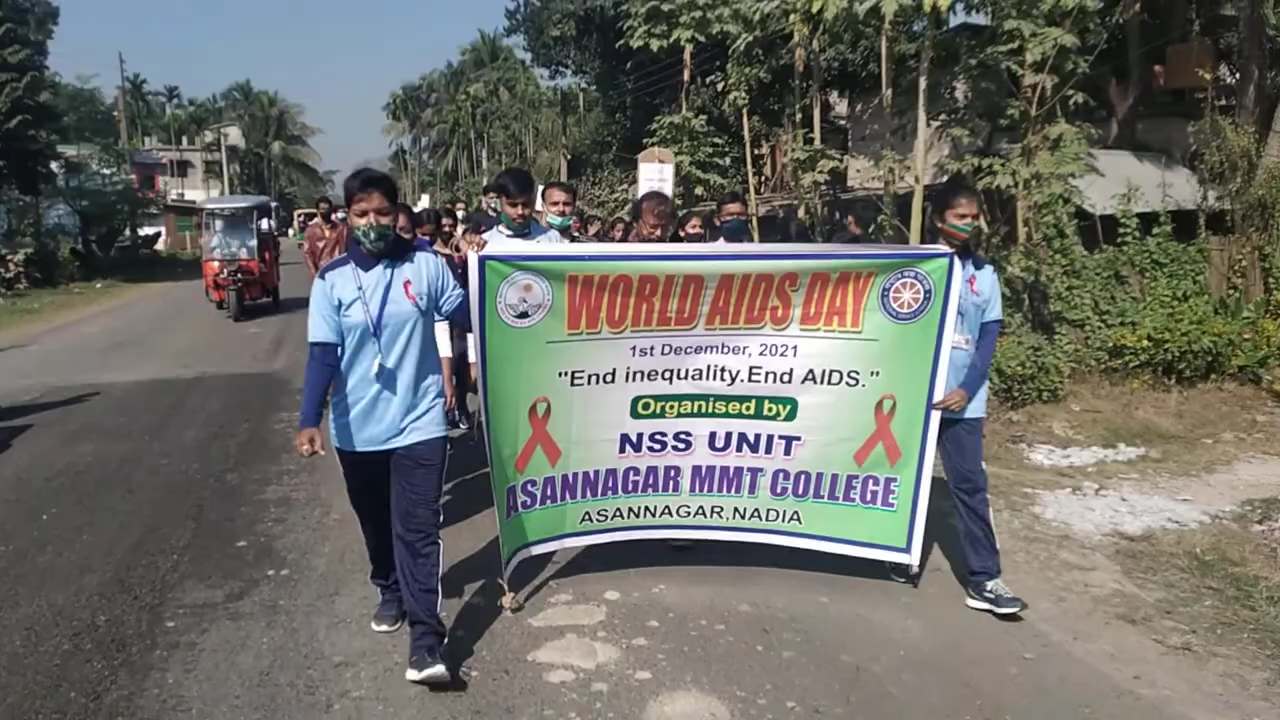 WORLD AIDS DAY
1st December, 2021
"End inequality.End AIDS."
Organised by
NSS UNIT
ASANNAGAR MMT COLLEGE
ASANNAGAR,NADIA